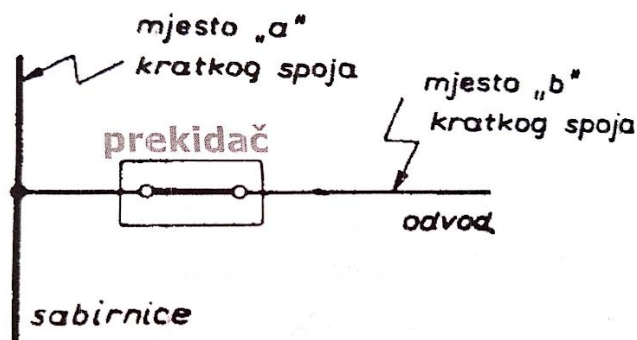 mjesto „a"
kratkog spoja
mjesto „b"
kratkog spoja
prekidač
odvod
sabirnice